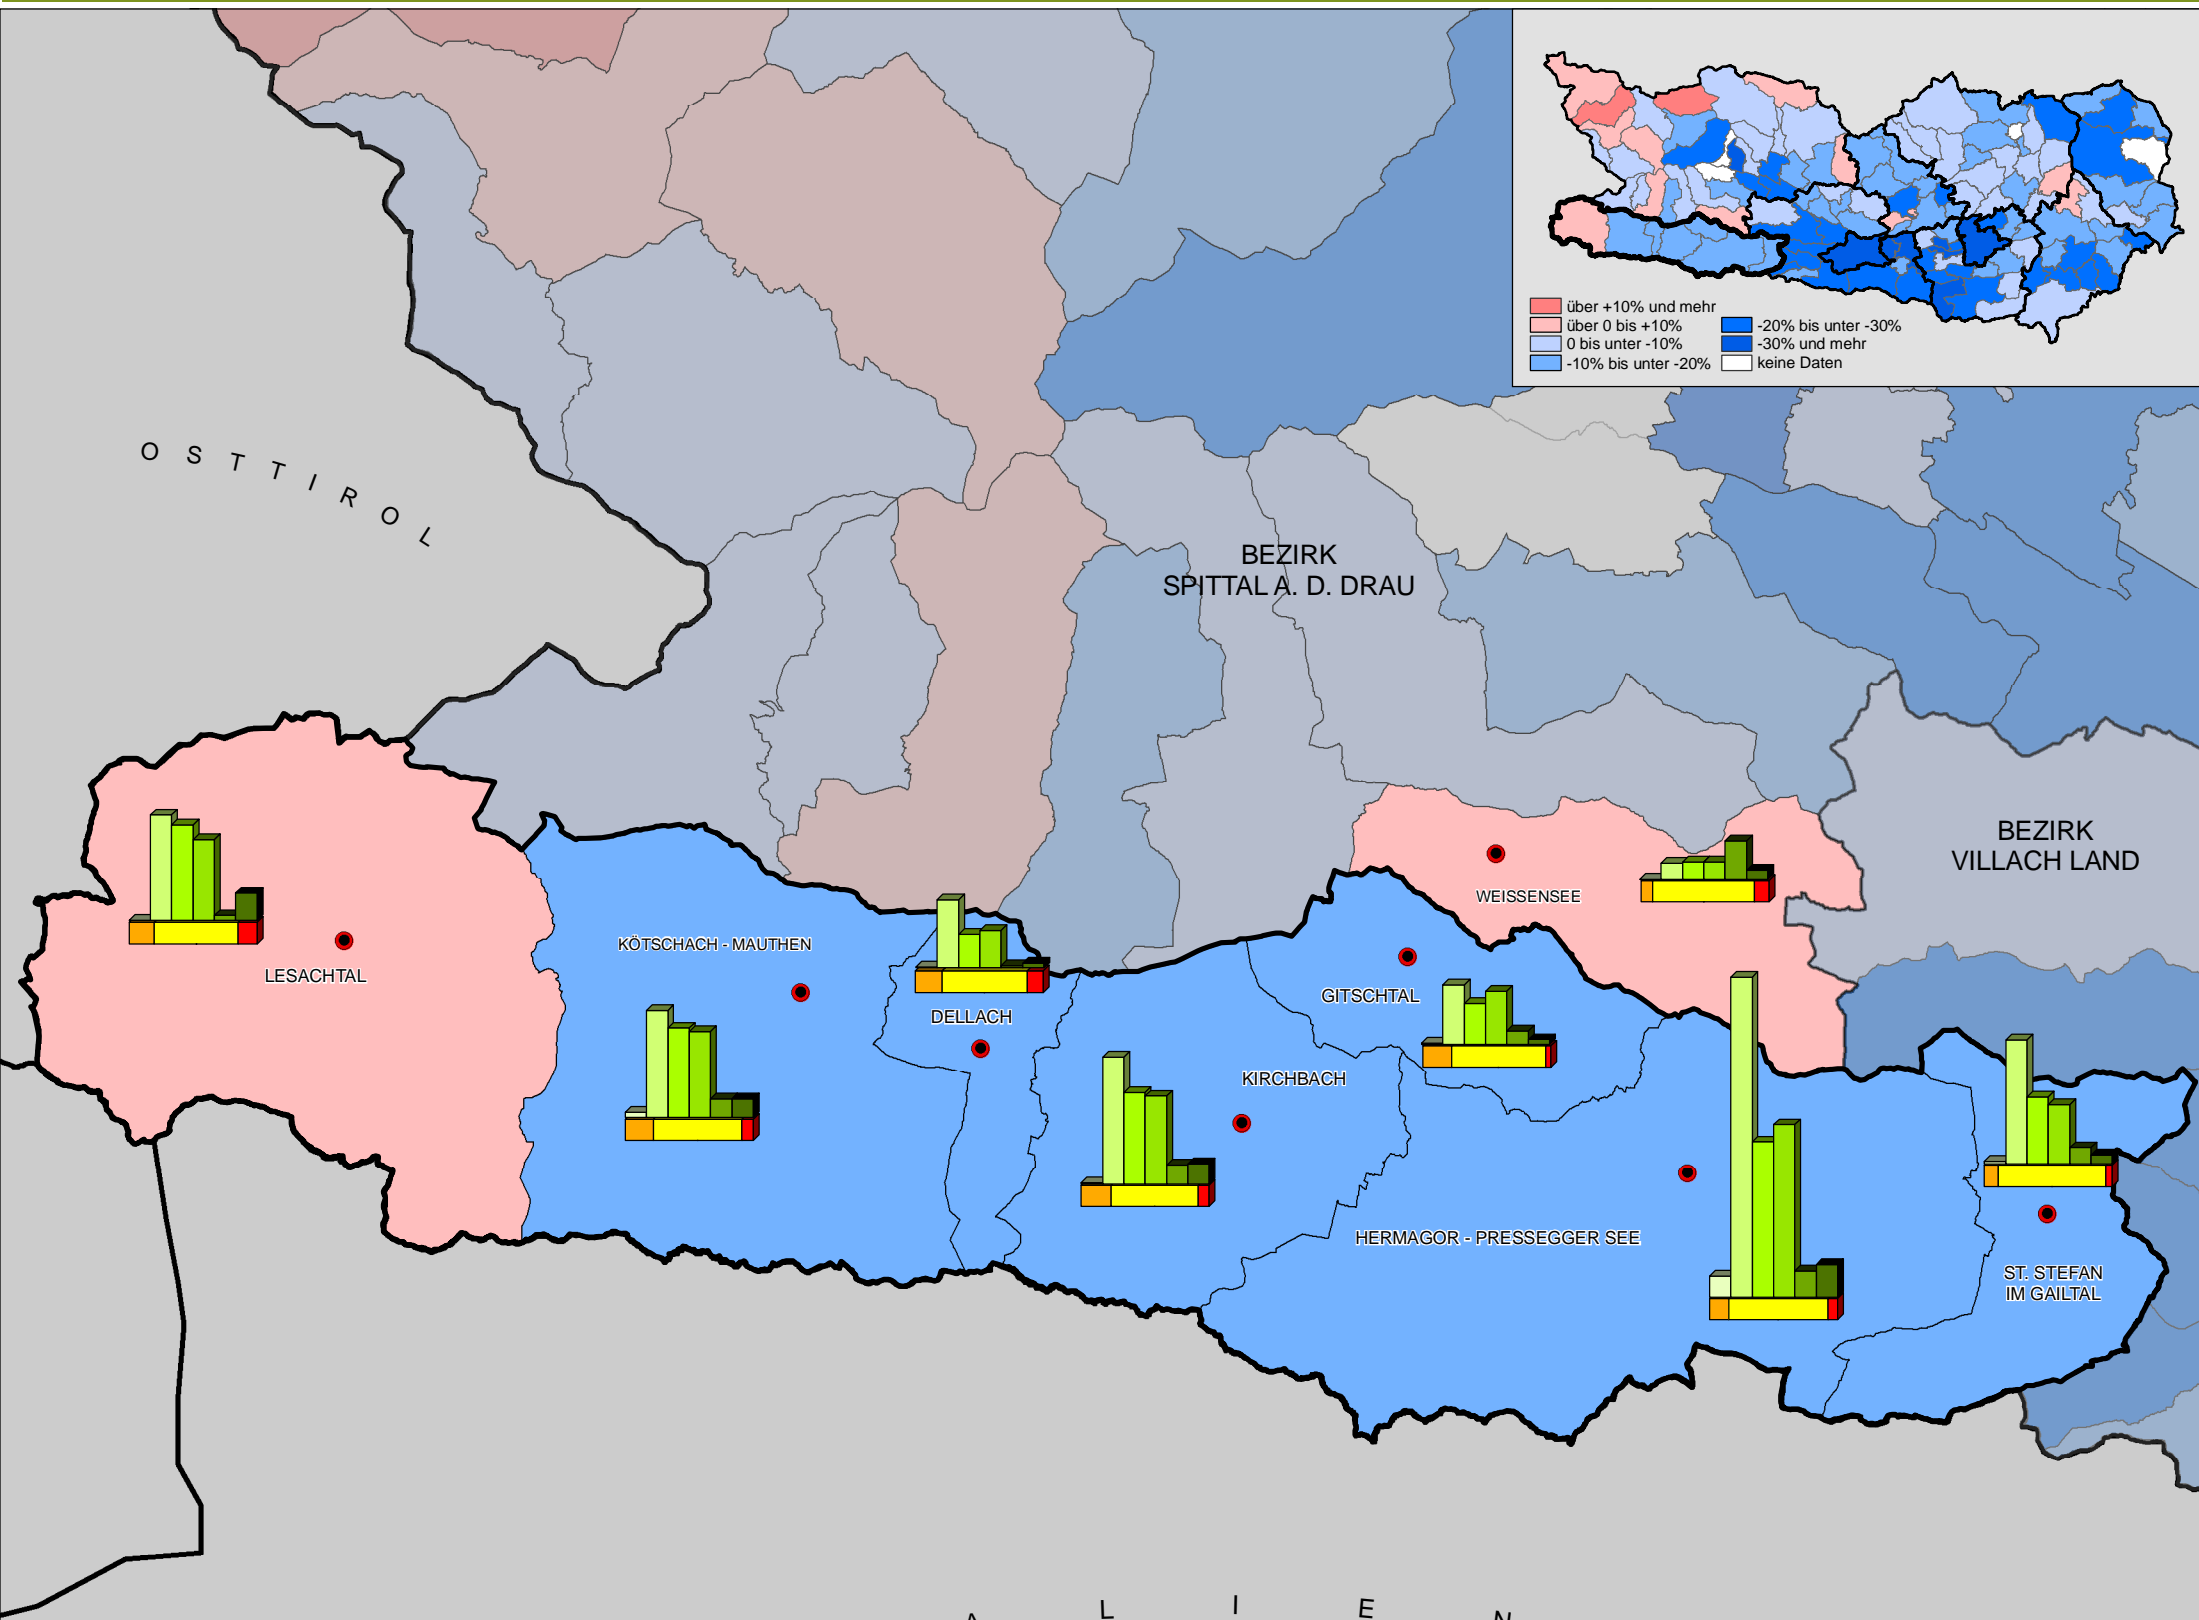 über +10% und mehr
über 0 bis +10%
0 bis unter -10%
-10% bis unter -20%
-20% bis unter -30%
-30% und mehr
keine Daten
OSTTIROL
BEZIRK
SPITTAL A. D. DRAU
BEZIRK
VILLACH LAND
WEISSENSEE
KÖTSCHACH - MAUTHEN
LESACHTAL
GITSCHTAL
DELLACH
KIRCHBACH
HERMAGOR - PRESSEGGER SEE
ST. STEFAN
IM GAILTAL
A L I E N